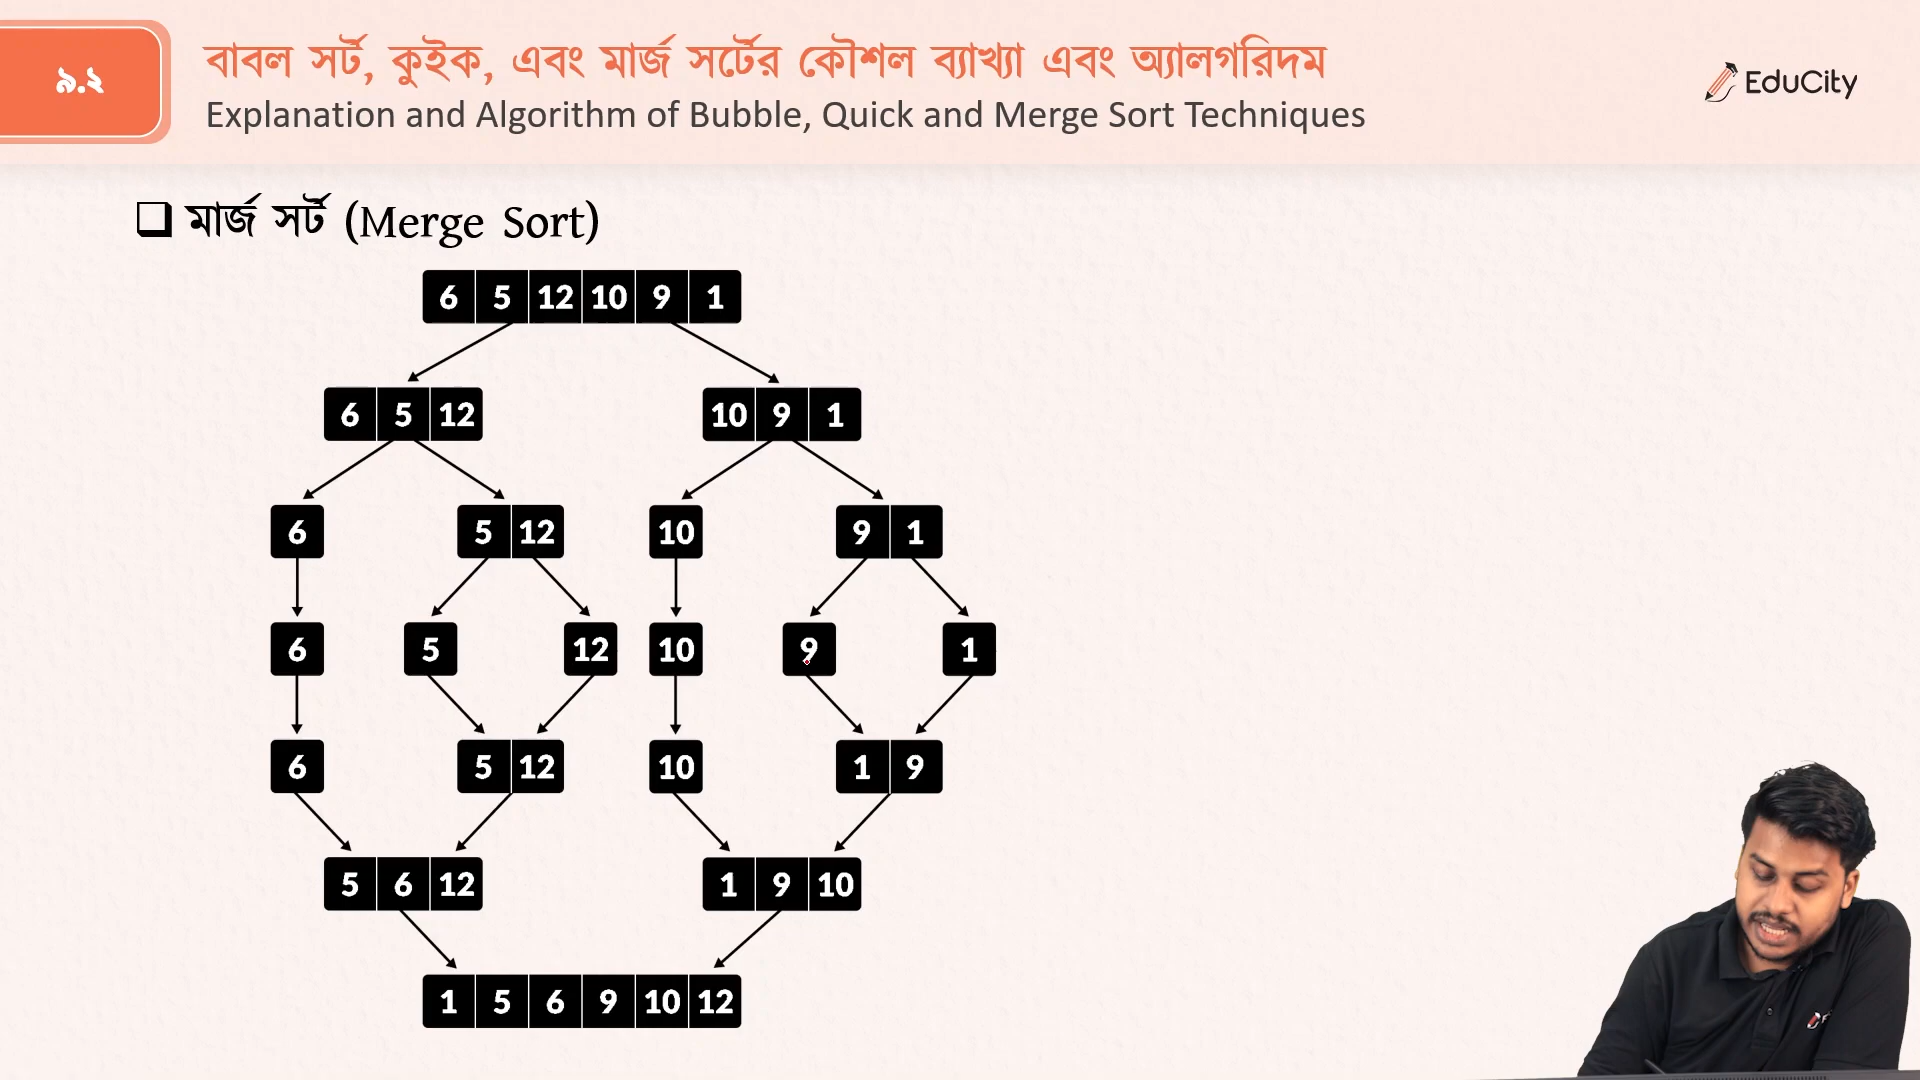 ৯.২
বাবল সর্ট, কুইক, এবং মার্জ সর্টের কৌশল ব্যাখ্যা এবং অ্যালগরিদম
Explanation and Algorithm of Bubble, Quick and Merge Sort Techniques
EduCity
মার্জ সর্ট (Merge Sort)
6 5 12 10 9 1
6 5 12 10 9 1
6 5 12 10 9 1
6 5 12 10 9 1
6 5 12 10 1 9
5 6 12 1 9 10
1 5 6 9 10 12